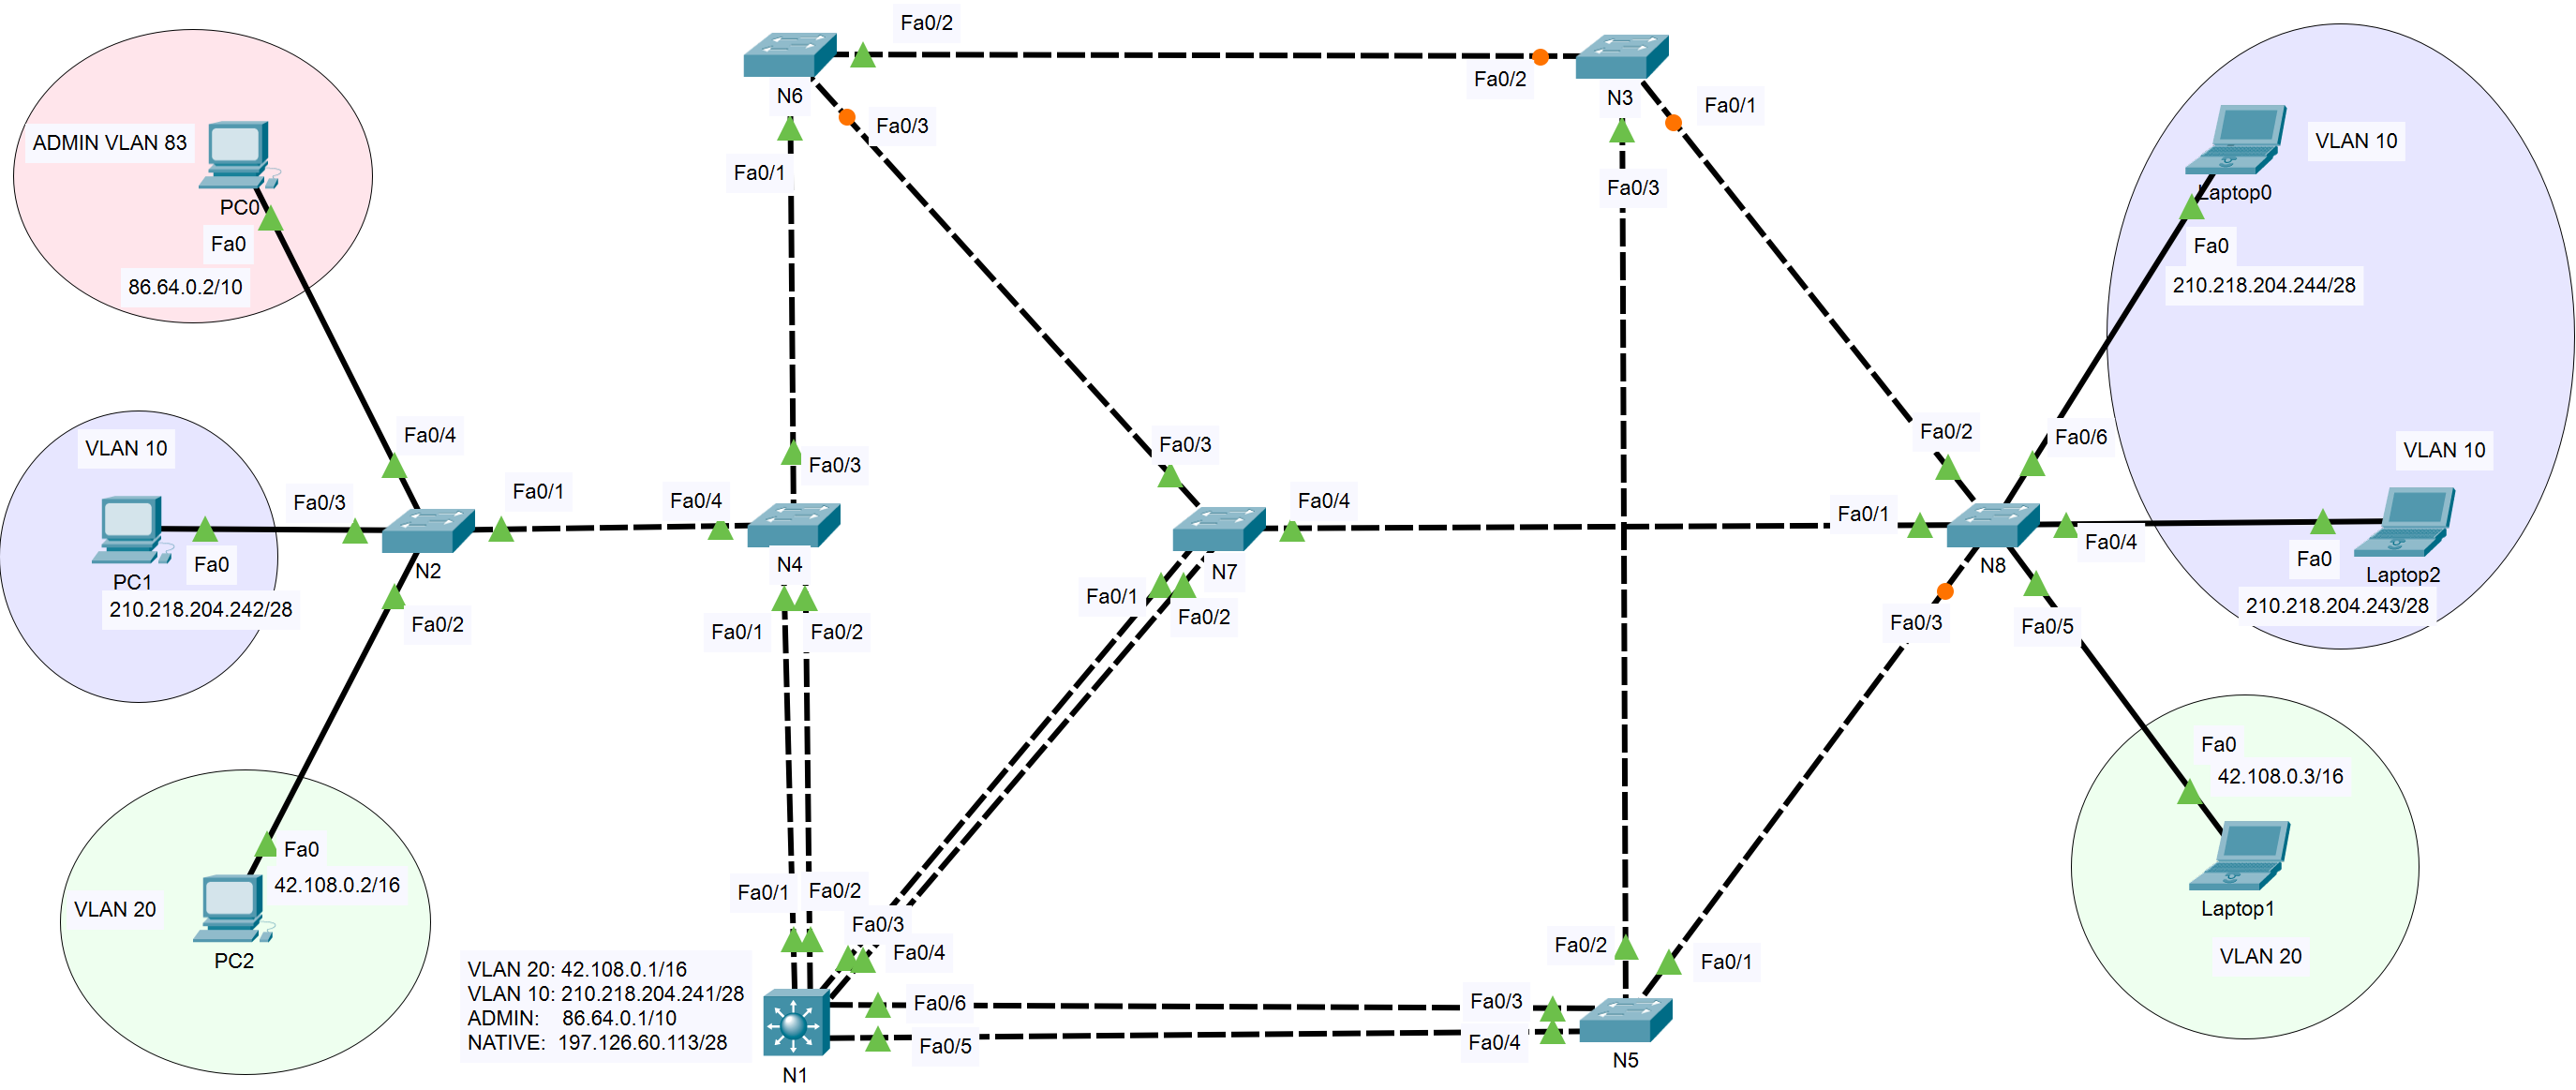 Fa0/2
Fa0/2
N6
N3
Fa0/1
Fa0/3
ADMIN VLAN 83
VLAN 10
Fa0/1
Fa0/3
PC0
Laptop0
Fa0
Fa0
86.64.0.2/10
210.218.204.244/28
Fa0/4
Fa0/2
Fa0/6
VLAN 10
Fa0/3
VLAN 10
Fa0/3
Fa0/1
Fa0/3
Fa0/4
Fa0/4
Fa0/1
Fa0/4
Fa0
PC1
N2
N4
N7
N8
Fa0
Laptop2
210.218.204.242/28
Fa0/1
210.218.204.243/28
Fa0/2
Fa0/2
Fa0/1
Fa0/2
Fa0/3
Fa0/5
Fa0
42.108.0.3/16
Fa0
42.108.0.2/16
Fa0/1
Fa0/2
VLAN 20
Laptop1
Fa0/3
Fa0/4
Fa0/2
Fa0/1
VLAN 20
PC2
VLAN 20: 42.108.0.1/16
VLAN 10: 210.218.204.241/28
ADMIN: 86.64.0.1/10
NATIVE: 197.126.60.113/28
Fa0/6
Fa0/3
Fa0/5
Fa0/4
N5
N1